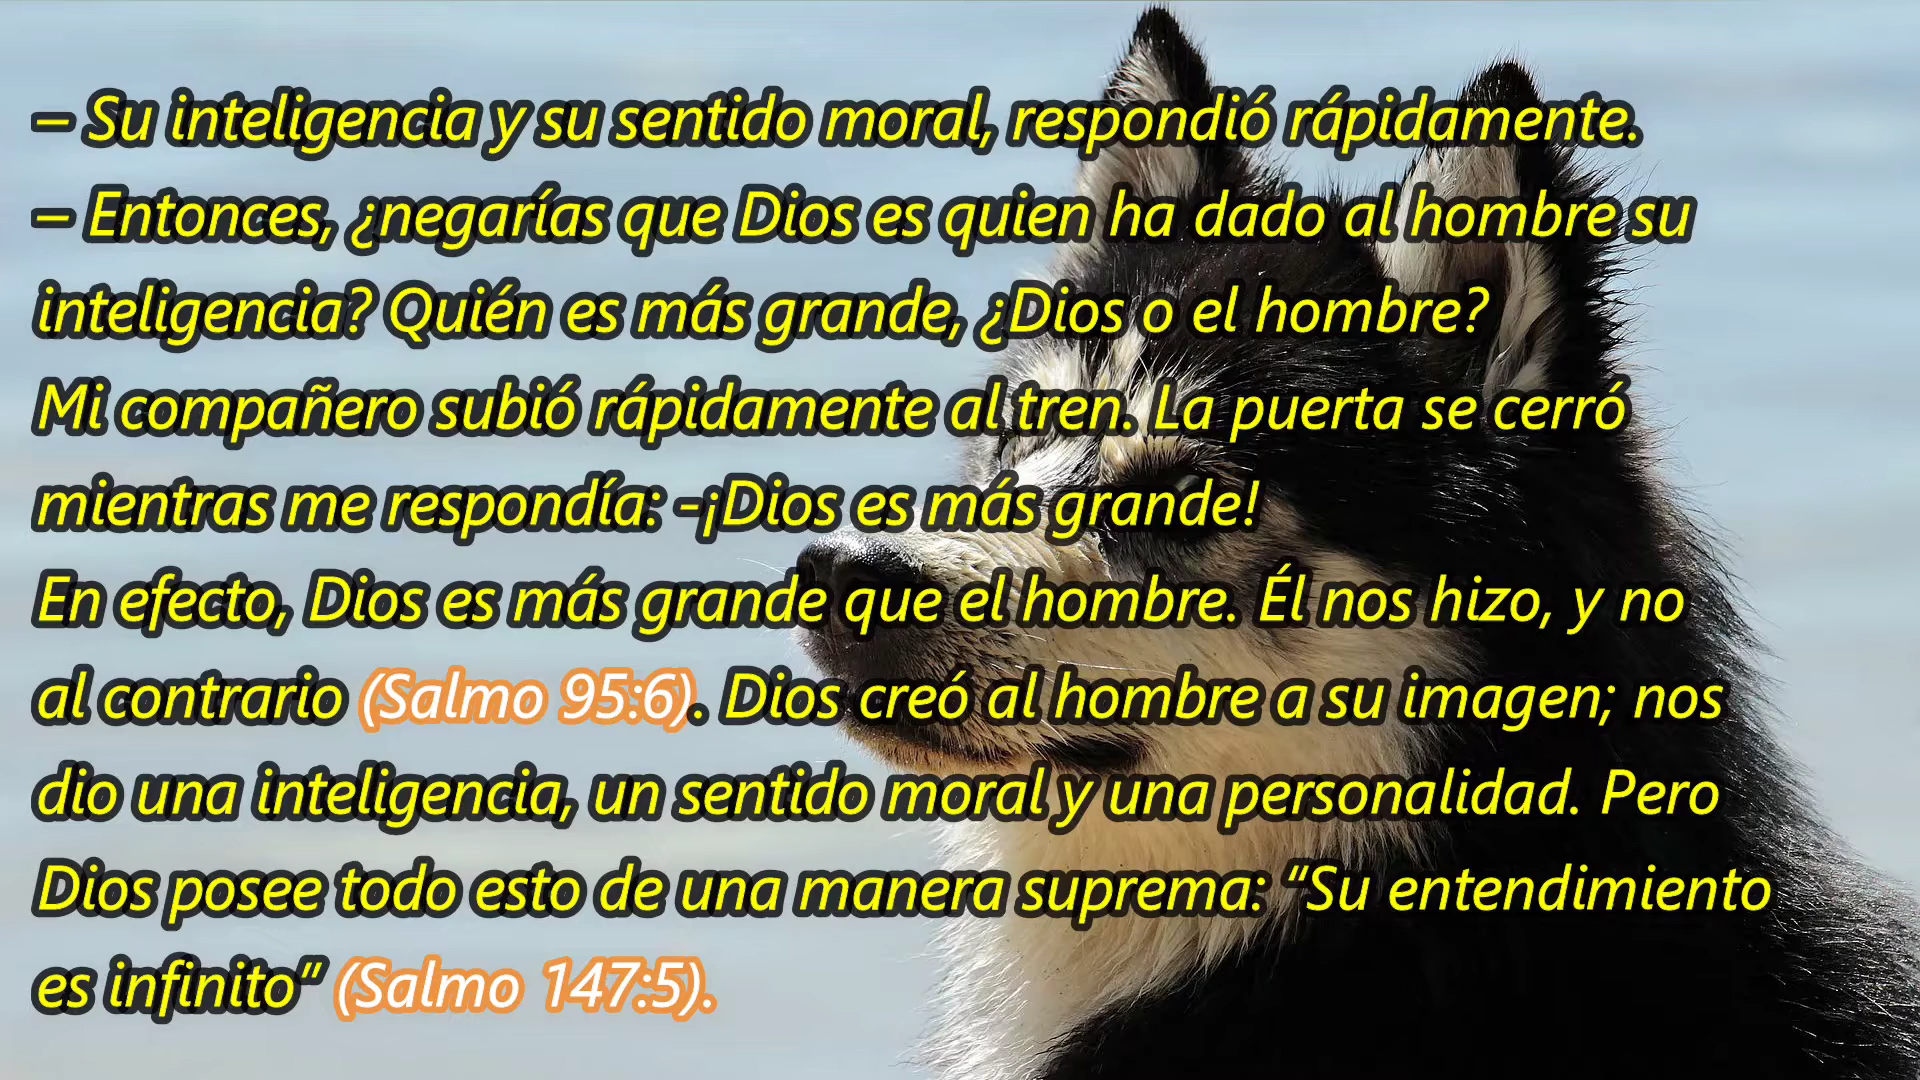 – Su inteligencia y su sentido moral, respondió rápidamente.
– Entonces, ¿negarías que Dios es quien ha dado al hombre su
inteligencia? Quién es más grande, ¿Dios o el hombre?
Mi compañero subió rápidamente al tren. La puerta se cerró
mientras me respondía: -¡Dios es más grande!
En efecto, Dios es más grande que el hombre. Él nos hizo, y no
al contrario (Salmo 95:6). Dios creó al hombre a su imagen; nos
dio una inteligencia, un sentido moral y una personalidad. Pero
Dios posee todo esto de una manera suprema: “Su entendimiento
es infinito” (Salmo 147:5).